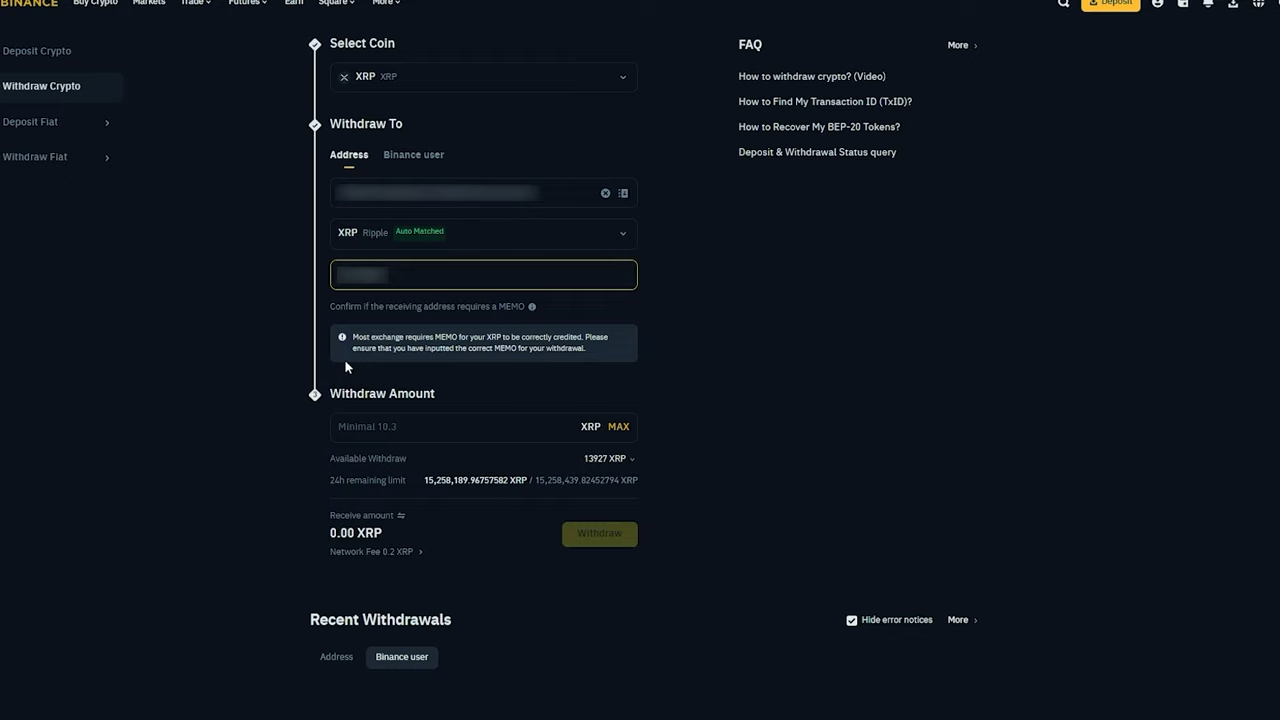 BINANCE
Buy Crypto
Markets
Trade
Futures
Earn
Square
More
Deposit
Deposit Crypto
Withdraw Crypto
Deposit Fiat
Withdraw Fiat
Select Coin
XRP XRP
Withdraw To
Address Binance user
XRP Ripple Auto Matched
Confirm if the receiving address requires a MEMO
Most exchange requires MEMO for your XRP to be correctly credited. Please
ensure that you have inputted the correct MEMO for your withdrawal.
3
Withdraw Amount
Minimal 10.3 XRP MAX
Available Withdraw 13927 XRP
24h remaining limit 15,258,189.96757582 XRP / 15,258,439.82452794 XRP
Receive amount
0.00 XRP
Withdraw
Network Fee 0.2 XRP
FAQ More
How to withdraw crypto? (Video)
How to Find My Transaction ID (TxID)?
How to Recover My BEP-20 Tokens?
Deposit & Withdrawal Status query
Recent Withdrawals
Hide error notices More
Address Binance user